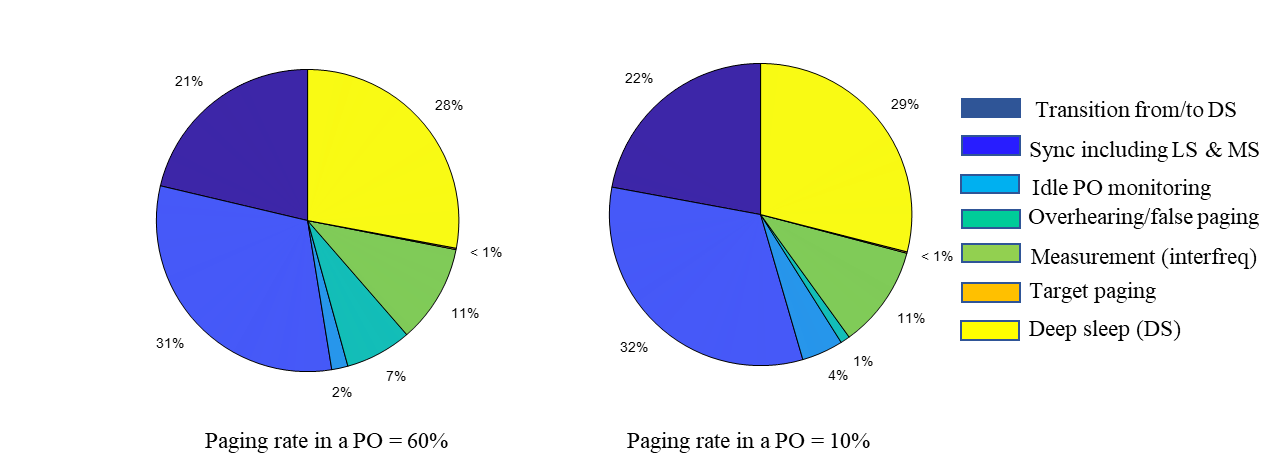 21%
28%
< 1%
11%
7%
2%
31%
Paging rate in a PO = 60%
22%
29%
< 1%
11%
1%
4%
32%
Paging rate in a PO = 10%
Transition from/to DS
Sync including LS & MS
Idle PO monitoring
Overhearing/false paging
Measurement (interfreq)
Target paging
Deep sleep (DS)